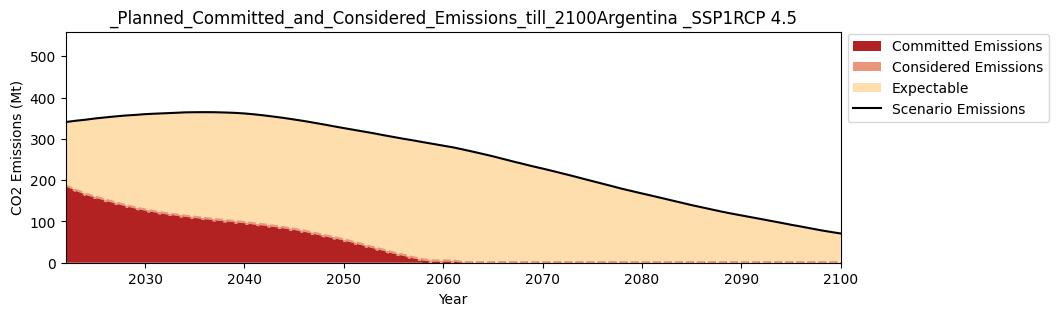 _Planned_Committed_and_Considered_Emissions_till_2100Argentina _SSP1RCP 4.5
Committed Emissions
Considered Emissions
Expectable
Scenario Emissions
CO2 Emissions (Mt)
500
400
300
200
100
0
2030 2040 2050 2060 2070 2080 2090 2100
Year